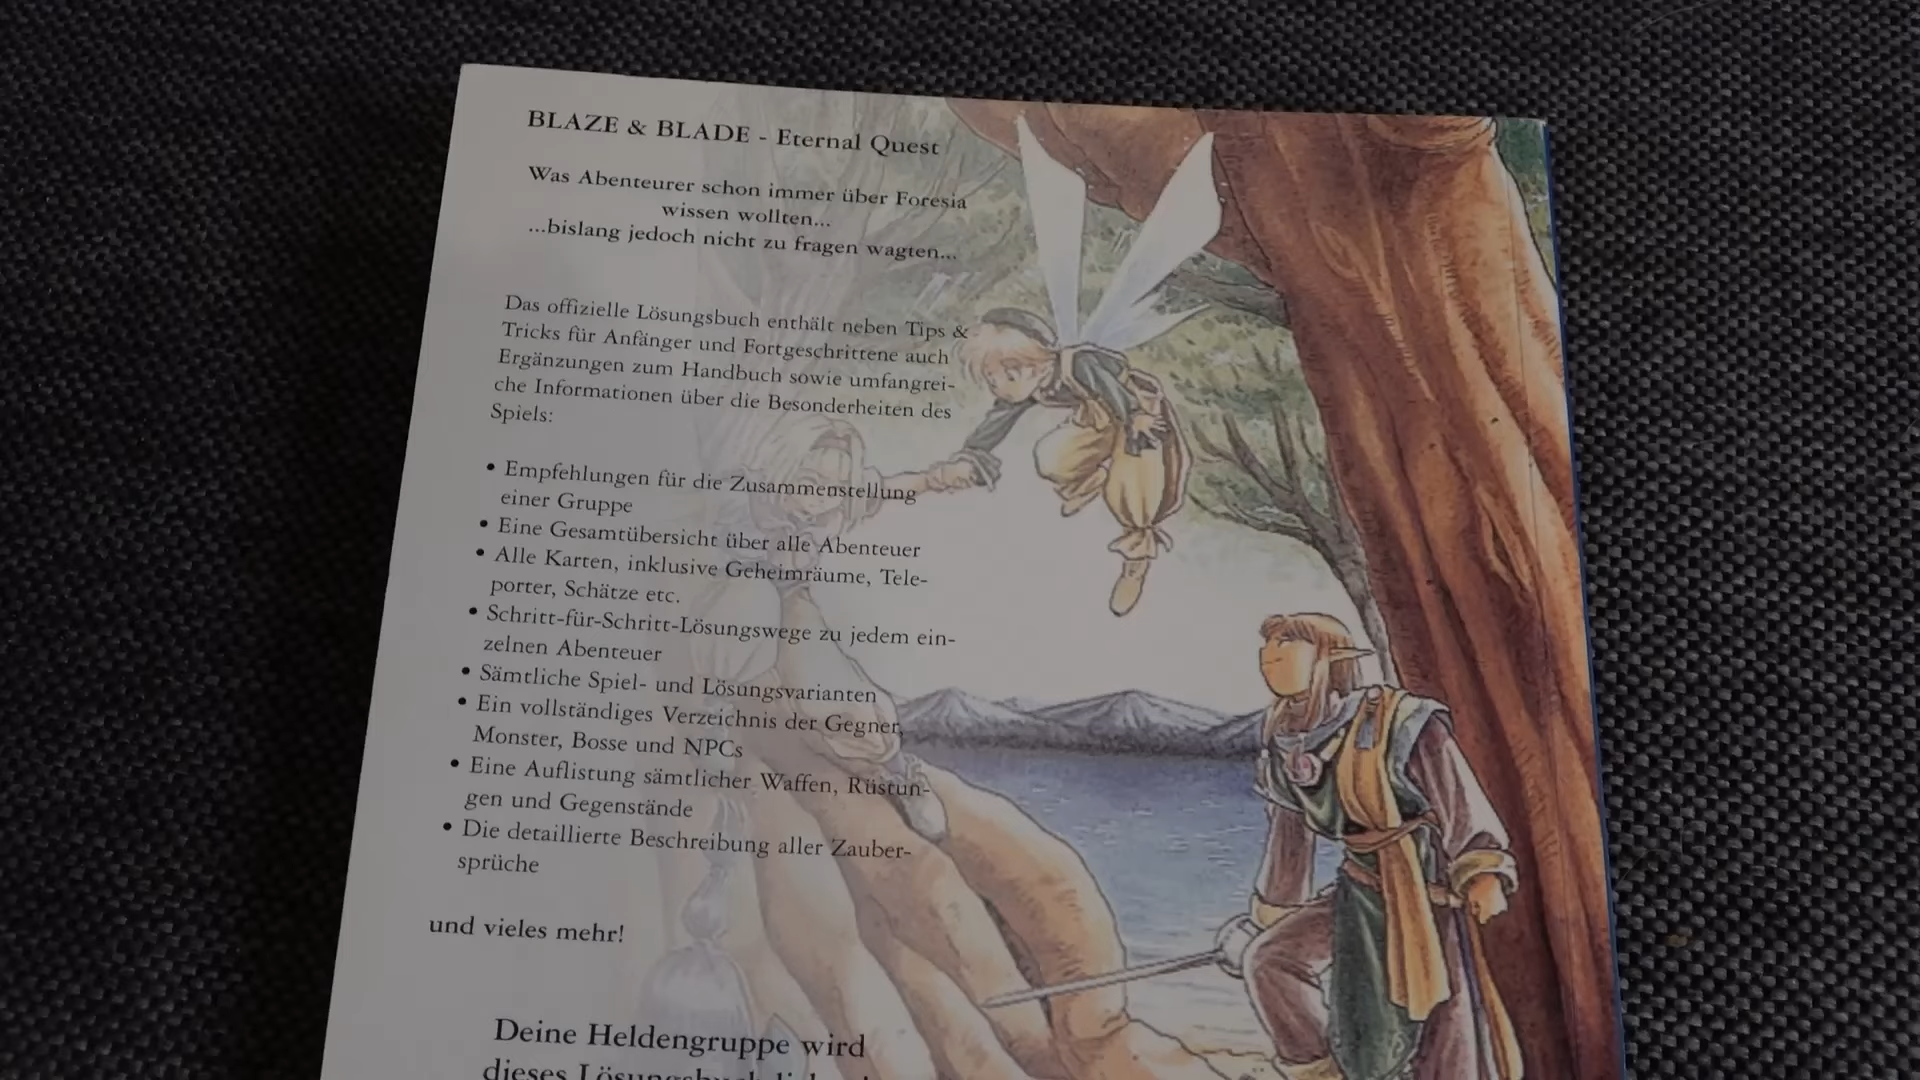 BLAZE & BLADE - Eternal Quest
Was Abenteurer schon immer über Foresia
wissen wollten...
...bislang jedoch nicht zu fragen wagten...
Das offizielle Lösungsbuch enthält neben Tips &
Tricks für Anfänger und Fortgeschrittene auch
Ergänzungen zum Handbuch sowie umfangrei-
che Informationen über die Besonderheiten des
Spiels:
• Empfehlungen für die Zusammenstellung
einer Gruppe
• Eine Gesamtübersicht über alle Abenteuer
• Alle Karten, inklusive Geheimräume, Tele-
porter, Schätze etc.
• Schritt-für-Schritt-Lösungswege zu jedem ein-
zelnen Abenteuer
• Sämtliche Spiel- und Lösungsvarianten
• Ein vollständiges Verzeichnis der Gegner,
Monster, Bosse und NPCs
• Eine Auflistung sämtlicher Waffen, Rüstun-
gen und Gegenstände
• Die detaillierte Beschreibung aller Zauber-
sprüche
und vieles mehr!
Deine Heldengruppe wird
dieses Lösungsbuch